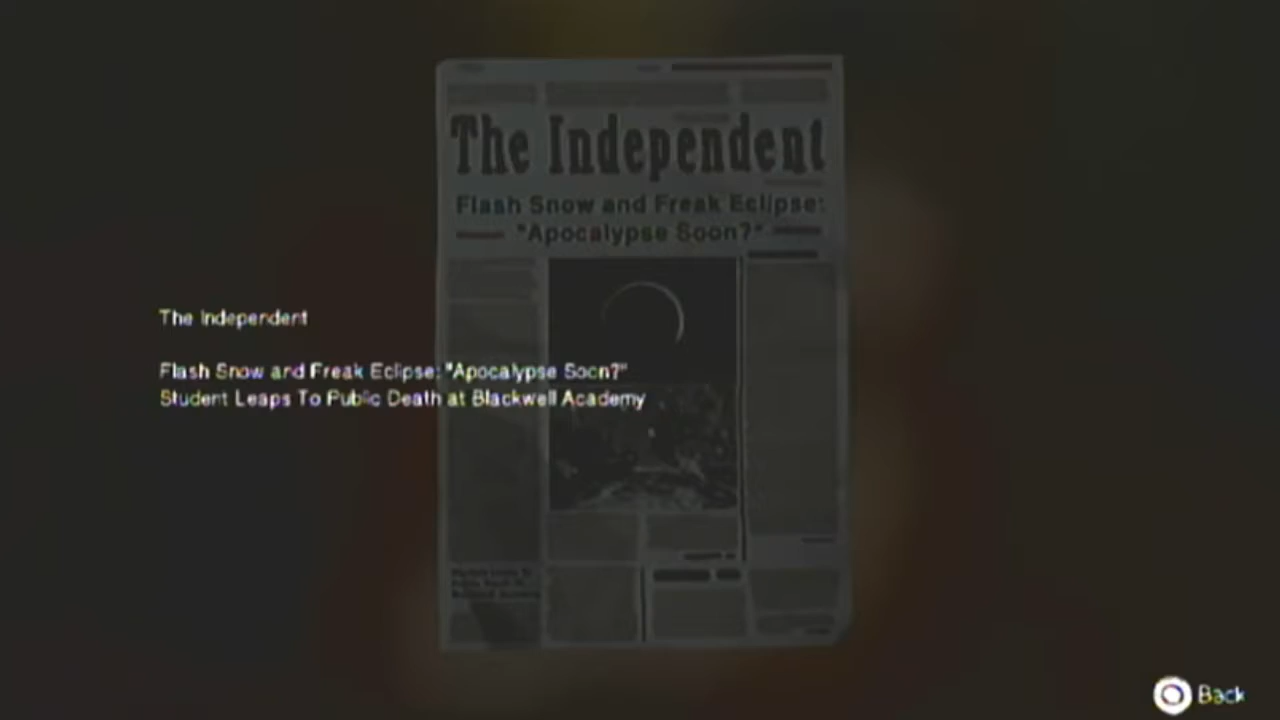 The Independent
Flash Snow and Freak Eclipse:
"Apocalypse Soon?"
The Independent
Flash Snow and Freak Eclipse: "Apocalypse Soon?"
Student Leaps To Public Death at Blackwell Academy
Back